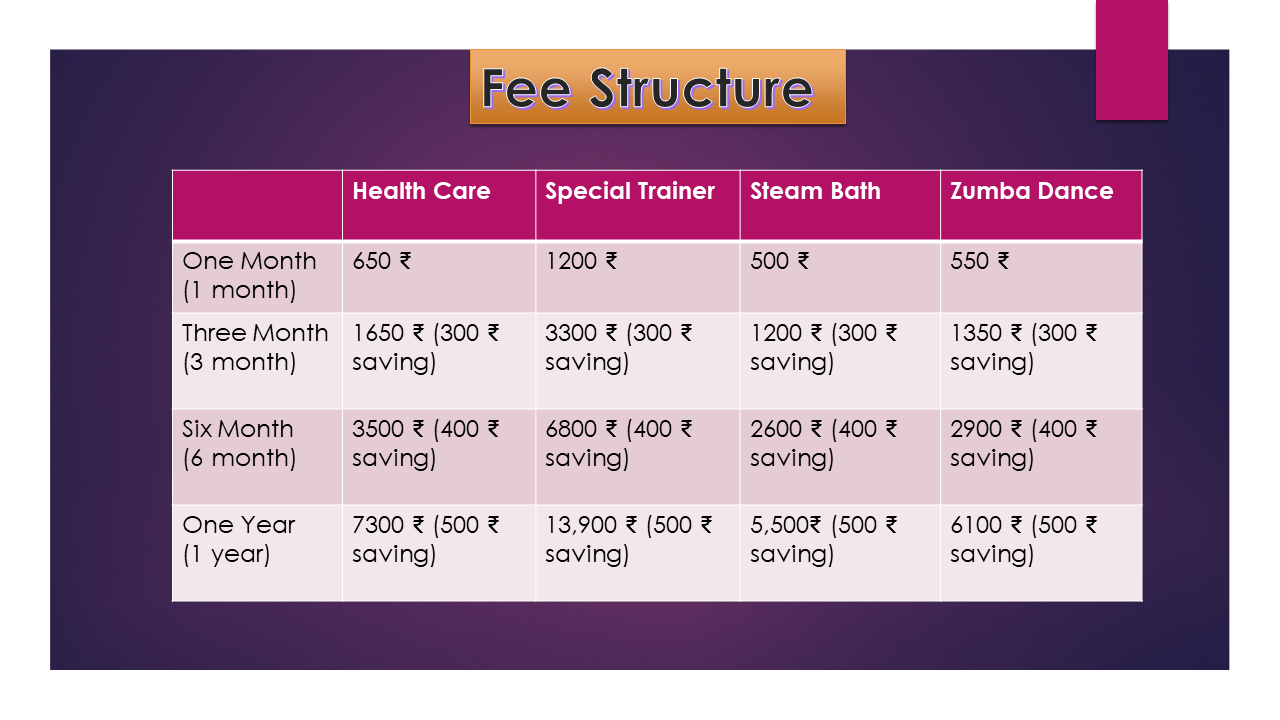 Fee Structure
Health Care Special Trainer Steam Bath Zumba Dance
One Month 650 ₹ 1200 ₹ 500 ₹ 550 ₹
(1 month)
Three Month 1650 ₹ (300 ₹ 3300 ₹ (300 ₹ 1200 ₹ (300 ₹ 1350 ₹ (300 ₹
(3 month) saving) saving) saving) saving)
Six Month 3500 ₹ (400 ₹ 6800 ₹ (400 ₹ 2600 ₹ (400 ₹ 2900 ₹ (400 ₹
(6 month) saving) saving) saving) saving)
One Year 7300 ₹ (500 ₹ 13,900 ₹ (500 ₹ 5,500₹ (500 ₹ 6100 ₹ (500 ₹
(1 year) saving) saving) saving) saving)